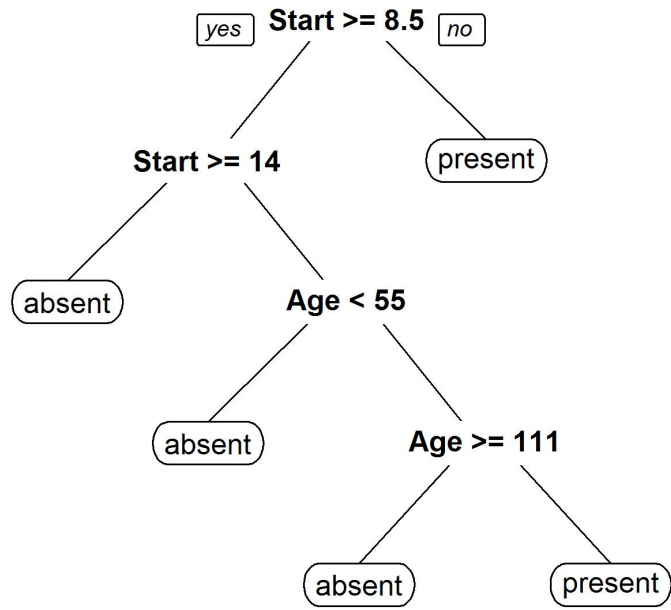 yes Start >= 8.5 no
Start >= 14
present
absent
Age < 55
absent
Age >= 111
absent
present